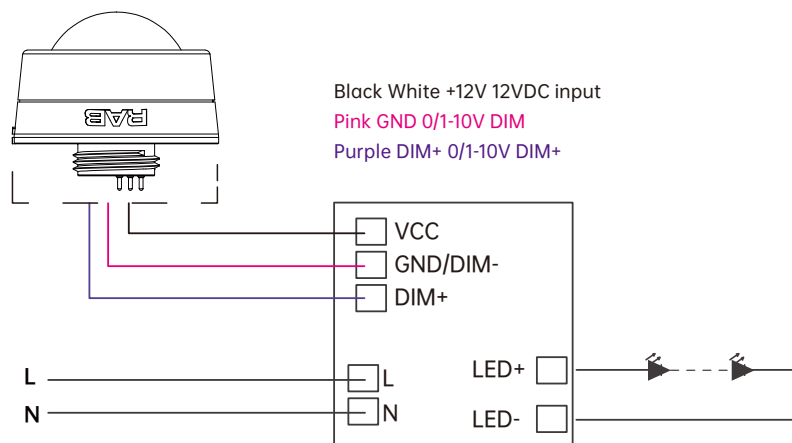 RAB
Black White +12V 12VDC input
Pink GND 0/1-10V DIM
Purple DIM+ 0/1-10V DIM+
VCC
GND/DIM-
DIM+
L
L
LED+
N
N
LED-